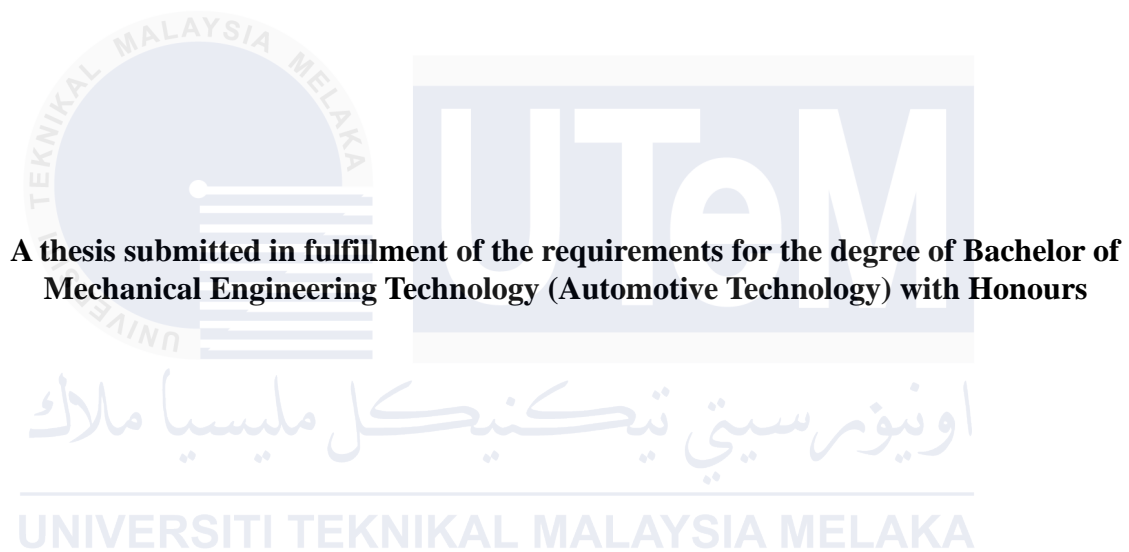 UNIVERSITI TEKNIKAL MALAYSIA MELAKA
UTeM
A thesis submitted in fulfillment of the requirements for the degree of Bachelor of
Mechanical Engineering Technology (Automotive Technology) with Honours
اونيۏرسيتي تيكنيكل مليسيا ملاك
UNIVERSITI TEKNIKAL MALAYSIA MELAKA